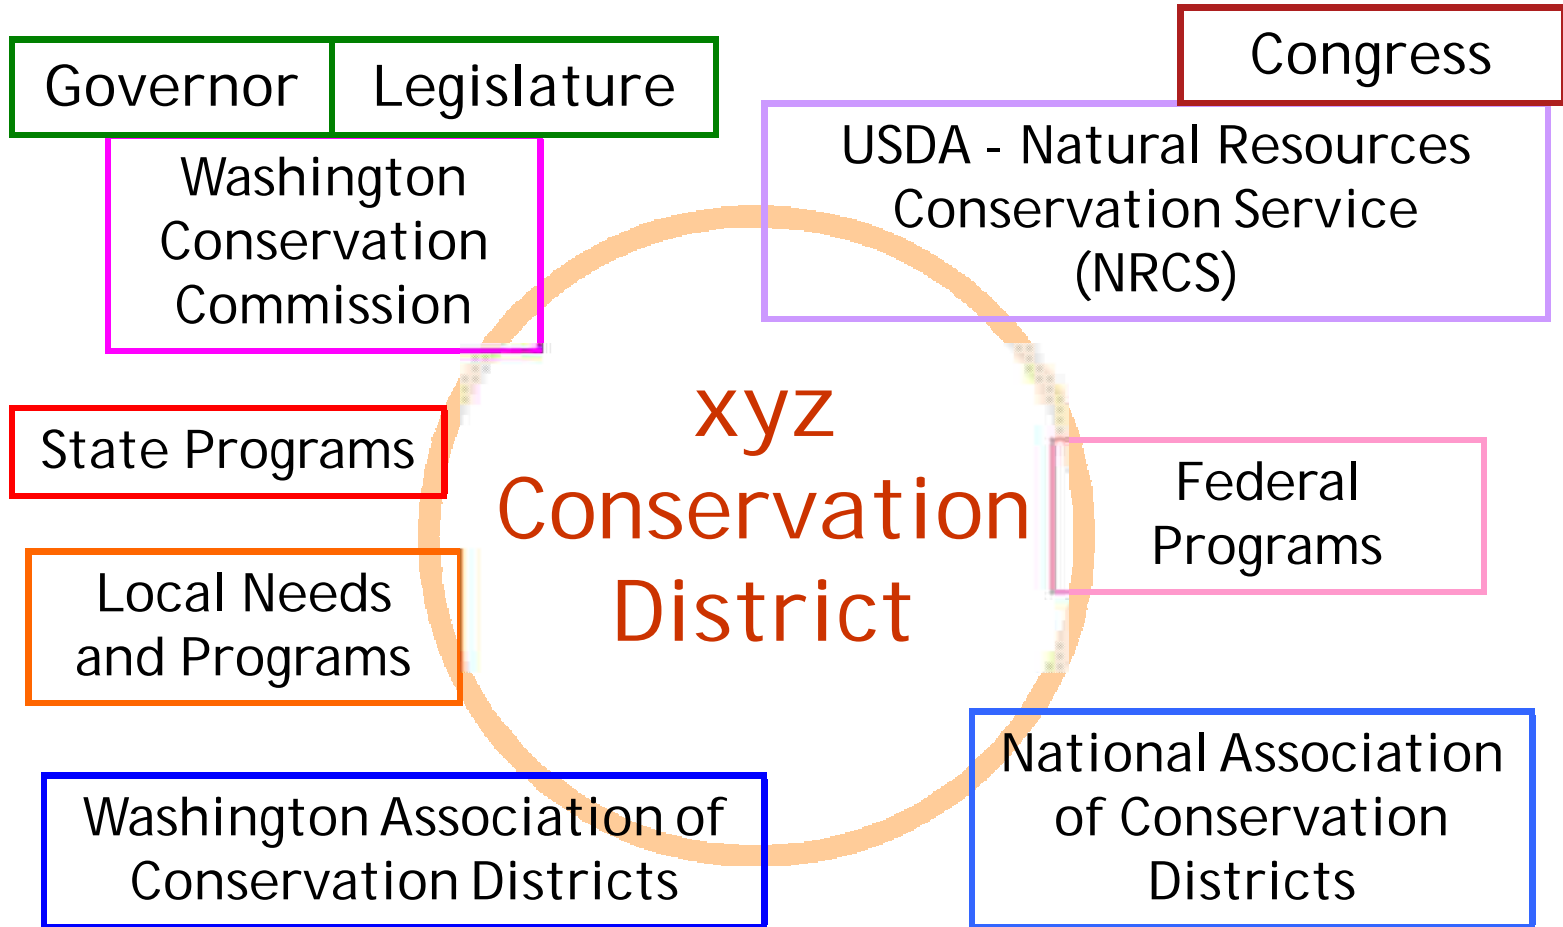 Governor
Legislature
Congress
Washington
Conservation
Commission
USDA - Natural Resources
Conservation Service
(NRCS)
State Programs
xyz
Conservation
District
Federal
Programs
Local Needs
and Programs
Washington Association of
Conservation Districts
National Association
of Conservation
Districts